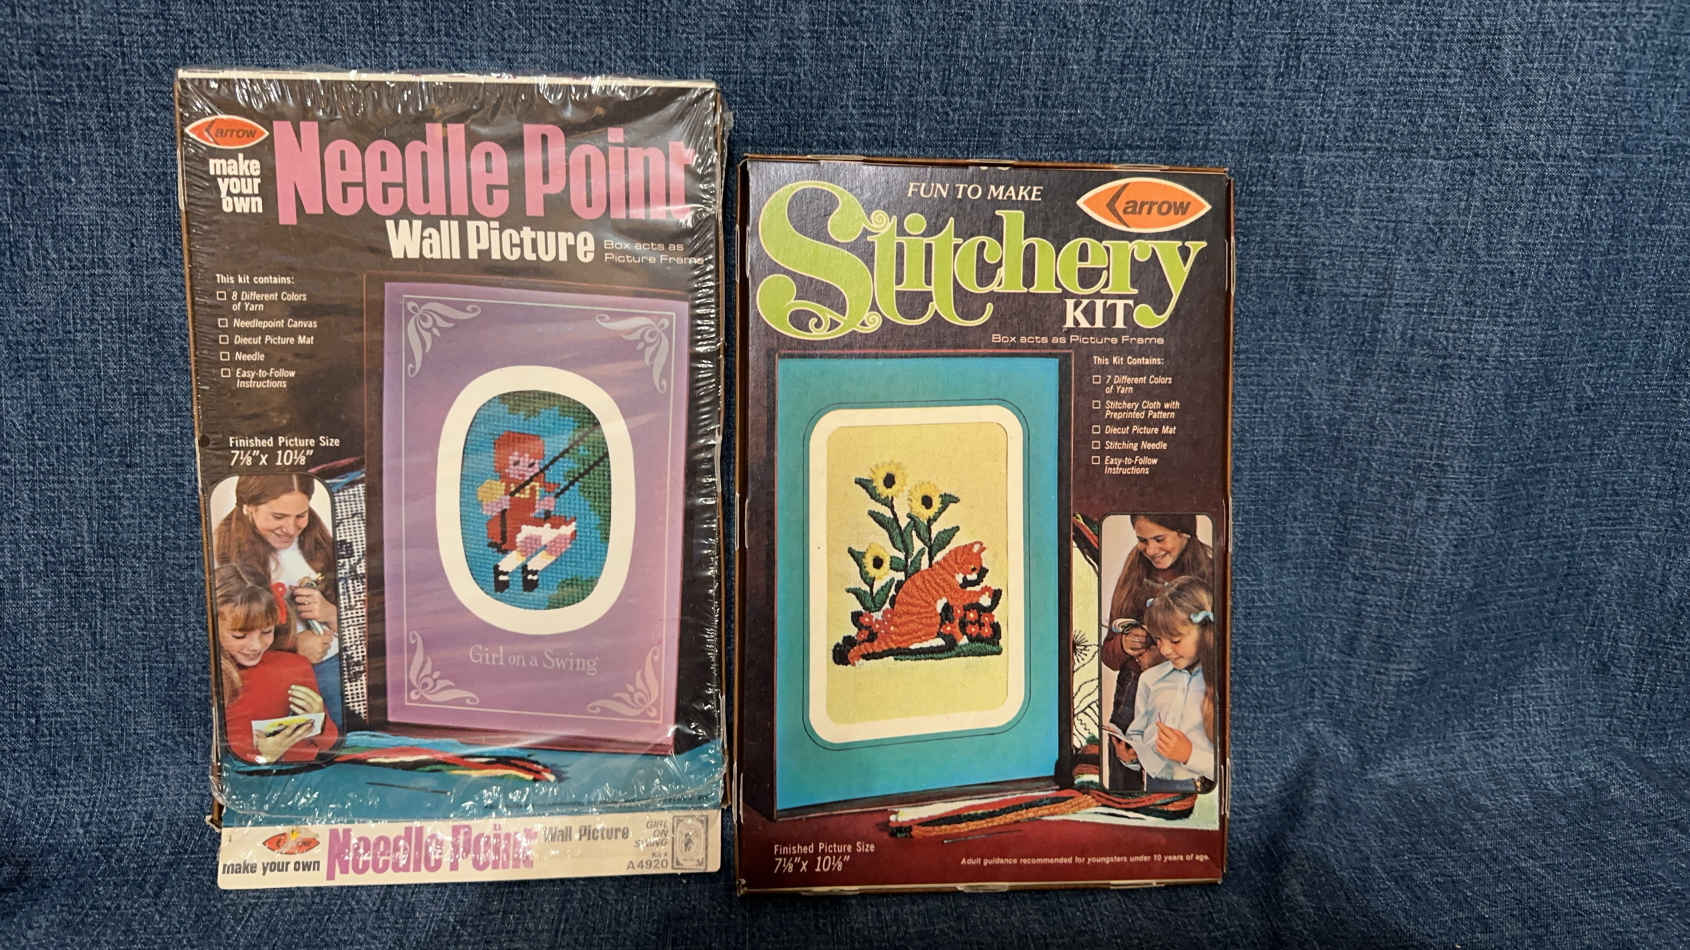 arrow
make
your
own
Needle Point
Wall Picture
Box acts as
Picture Frame
This kit contains:
8 Different Colors
of Yarn
Needlepoint Canvas
Diecut Picture Mat
Needle
Easy-to-Follow
Instructions
Finished Picture Size
7⅛"x 10⅛"
Girl on a Swing
make your own
Needle Point
Wall Picture
GIRL
ON
SWING
A4920
FUN TO MAKE
arrow
Stitchery
KIT
Box acts as Picture Frame
This Kit Contains:
7 Different Colors
of Yarn
Stitchery Cloth with
Preprinted Pattern
Diecut Picture Mat
Stitching Needle
Easy-to-Follow
Instructions
Finished Picture Size
7⅛" x 10⅛"
Adult guidance recommended for youngsters under 10 years of age.